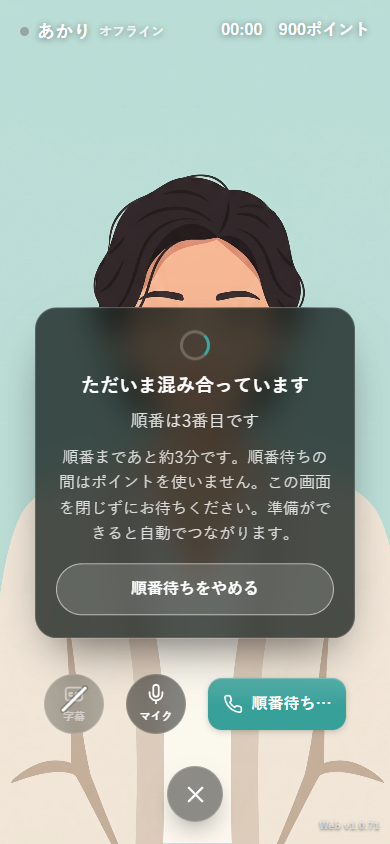 あかり オフライン 00:00 900ポイント
ただいま混み合っています
順番は3番目です
順番まであと約3分です。順番待ちの
間はポイントを使いません。この画面
を閉じずにお待ちください。準備がで
きると自動でつながります。
順番待ちをやめる
字幕 マイク 順番待ち…
Web v1.0.71